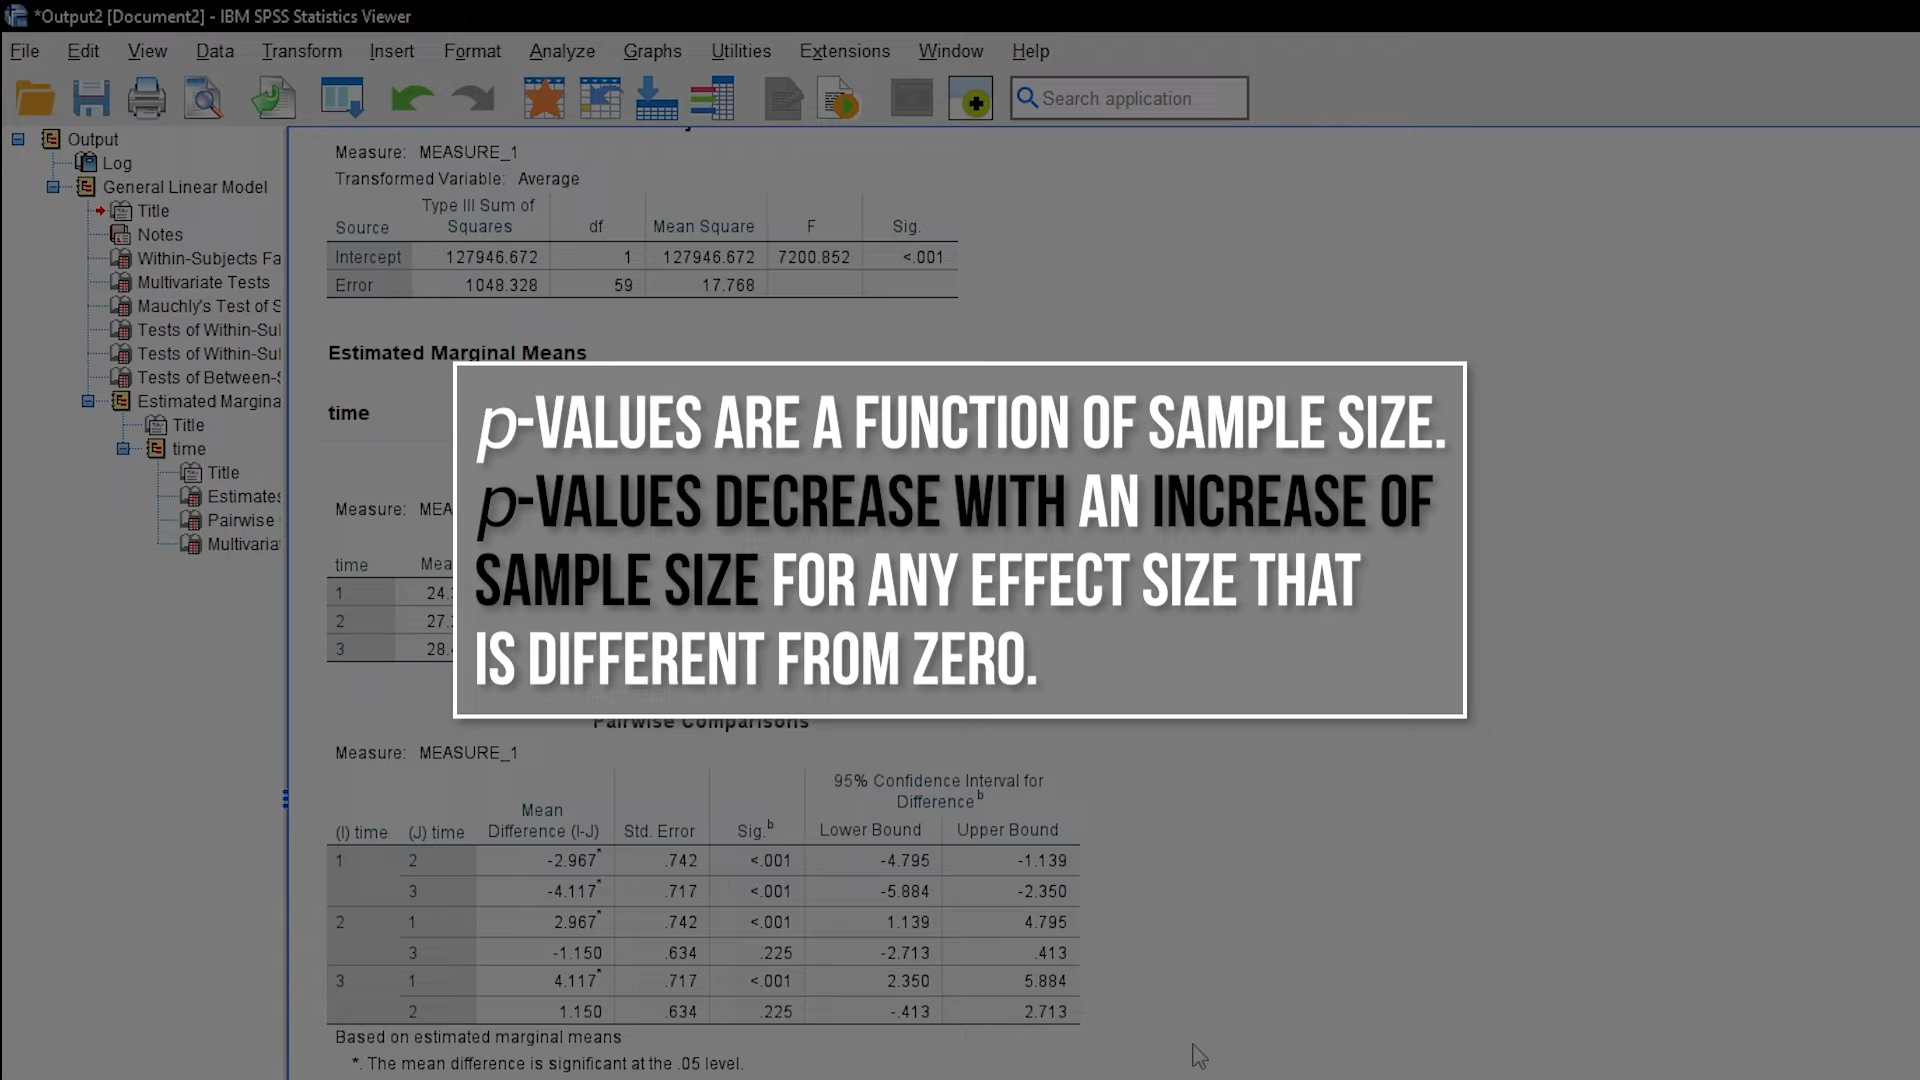 *Output2 [Document2] - IBM SPSS Statistics Viewer
File Edit View Data Transform Insert Format Analyze Graphs Utilities Extensions Window Help
Search application
Output
Log
General Linear Model
Title
Notes
Within-Subjects Fa
Multivariate Tests
Mauchly's Test of S
Tests of Within-Sul
Tests of Within-Sul
Tests of Between-S
Estimated Margina
Title
time
Title
Estimates
Pairwise
Multivaria
Measure: MEASURE_1
Transformed Variable: Average
Source Type III Sum of Squares df Mean Square F Sig.
Intercept 127946.672 1 127946.672 7200.852 <.001
Error 1048.328 59 17.768
Estimated Marginal Means
time
Measure: MEA
time Mea
1 24.
2 27.
3 28.
p-VALUES ARE A FUNCTION OF SAMPLE SIZE.
p-VALUES DECREASE WITH AN INCREASE OF
SAMPLE SIZE FOR ANY EFFECT SIZE THAT
IS DIFFERENT FROM ZERO.
Pairwise Comparisons
Measure: MEASURE_1
95% Confidence Interval for Difference b
(I) time (J) time Mean Difference (I-J) Std. Error Sig. b Lower Bound Upper Bound
1 2 -2.967* .742 <.001 -4.795 -1.139
3 -4.117* .717 <.001 -5.884 -2.350
2 1 2.967* .742 <.001 1.139 4.795
3 -1.150 .634 .225 -2.713 .413
3 1 4.117* .717 <.001 2.350 5.884
2 1.150 .634 .225 -.413 2.713
Based on estimated marginal means
*. The mean difference is significant at the .05 level.